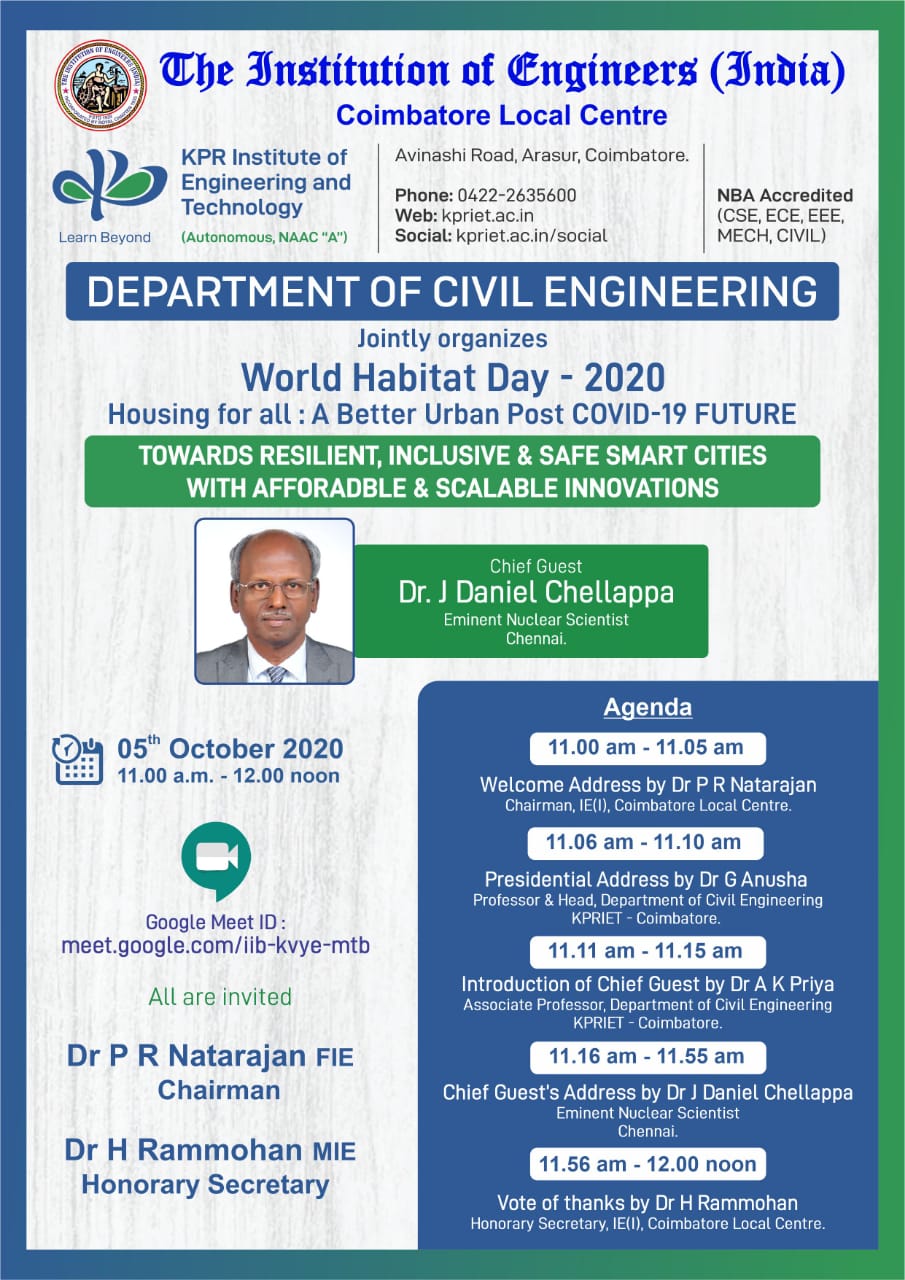 The Institution of Engineers (India)
Coimbatore Local Centre
KPR Institute of
Engineering and
Technology
(Autonomous, NAAC “A”)
Learn Beyond
Avinashi Road, Arasur, Coimbatore.
Phone: 0422-2635600
Web: kpriet.ac.in
Social: kpriet.ac.in/social
NBA Accredited
(CSE, ECE, EEE,
MECH, CIVIL)
DEPARTMENT OF CIVIL ENGINEERING
Jointly organizes
World Habitat Day - 2020
Housing for all : A Better Urban Post COVID-19 FUTURE
TOWARDS RESILIENT, INCLUSIVE & SAFE SMART CITIES
WITH AFFORADBLE & SCALABLE INNOVATIONS
Chief Guest
Dr. J Daniel Chellappa
Eminent Nuclear Scientist
Chennai.
05th October 2020
11.00 a.m. - 12.00 noon
Google Meet ID :
meet.google.com/iib-kvye-mtb
All are invited
Dr P R Natarajan FIE
Chairman
Dr H Rammohan MIE
Honorary Secretary
Agenda
11.00 am - 11.05 am
Welcome Address by Dr P R Natarajan
Chairman, IE(I), Coimbatore Local Centre.
11.06 am - 11.10 am
Presidential Address by Dr G Anusha
Professor & Head, Department of Civil Engineering
KPRIET - Coimbatore.
11.11 am - 11.15 am
Introduction of Chief Guest by Dr A K Priya
Associate Professor, Department of Civil Engineering
KPRIET - Coimbatore.
11.16 am - 11.55 am
Chief Guest's Address by Dr J Daniel Chellappa
Eminent Nuclear Scientist
Chennai.
11.56 am - 12.00 noon
Vote of thanks by Dr H Rammohan
Honorary Secretary, IE(I), Coimbatore Local Centre.